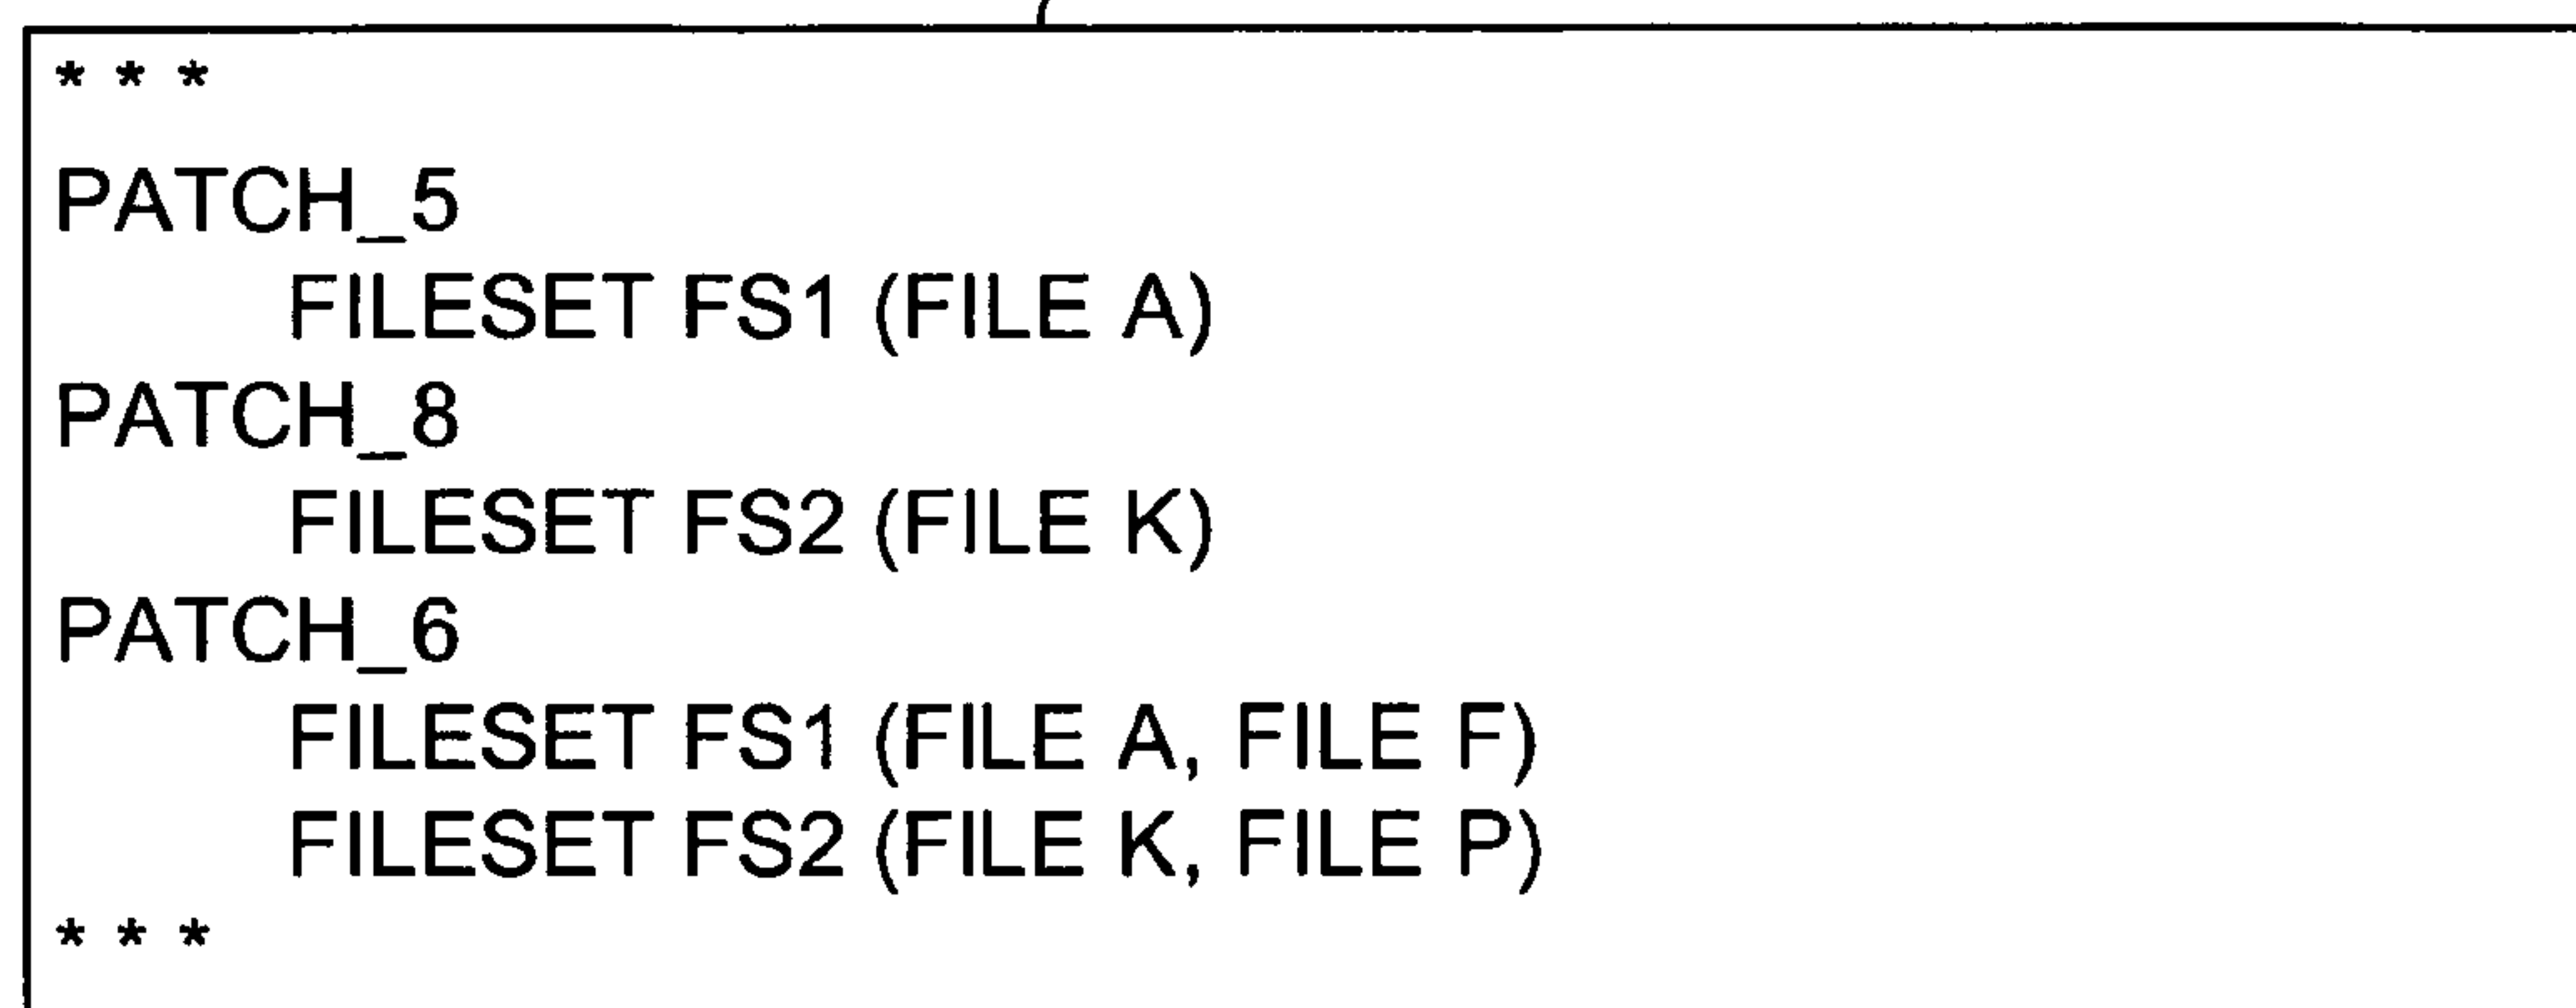 * * *
PATCH_5
FILESET FS1 (FILE A)
PATCH_8
FILESET FS2 (FILE K)
PATCH_6
FILESET FS1 (FILE A, FILE F)
FILESET FS2 (FILE K, FILE P)
* * *